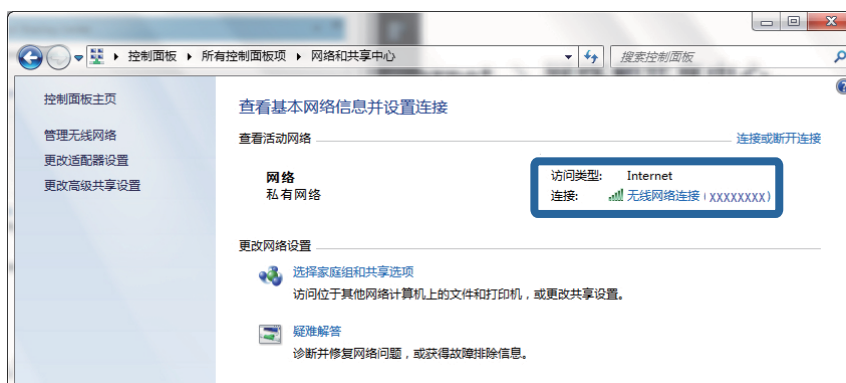 控制面板 ▸ 所有控制面板项 ▸ 网络和共享中心
搜索控制面板
控制面板主页
管理无线网络
更改适配器设置
更改高级共享设置
查看基本网络信息并设置连接
查看活动网络
连接或断开连接
网络
私有网络
访问类型: Internet
连接: 无线网络连接 (XXXXXXXX)
更改网络设置
选择家庭组和共享选项
访问位于其他网络计算机上的文件和打印机，或更改共享设置。
疑难解答
诊断并修复网络问题，或获得故障排除信息。